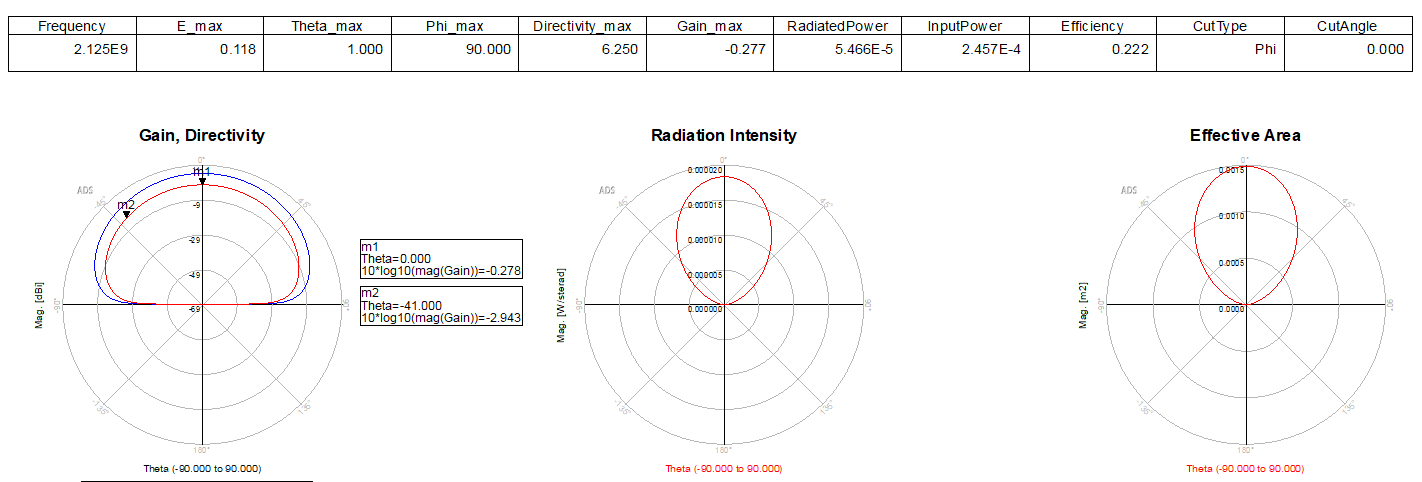 Frequency E_max Theta_max Phi_max Directivity_max Gain_max RadiatedPower InputPower Efficiency CutType CutAngle
2.125E9 0.118 1.000 90.000 6.250 -0.277 5.466E-5 2.457E-4 0.222 Phi 0.000
Gain, Directivity
ADS
0°
-45°
45°
-90°
90°
-135°
135°
180°
m1
m2
-9
-29
-49
-69
Mag. [dBi]
Theta (-90.000 to 90.000)
m1
Theta=0.000
10*log10(mag(Gain))=-0.278
m2
Theta=-41.000
10*log10(mag(Gain))=-2.943
Radiation Intensity
ADS
0°
-45°
45°
-90°
90°
-135°
135°
180°
0.000020
0.000015
0.000010
0.000005
0.000000
Mag. [W/sterad]
Theta (-90.000 to 90.000)
Effective Area
ADS
0°
-45°
45°
-90°
90°
-135°
135°
180°
0.0015
0.0010
0.0005
0.0000
Mag. [m2]
Theta (-90.000 to 90.000)